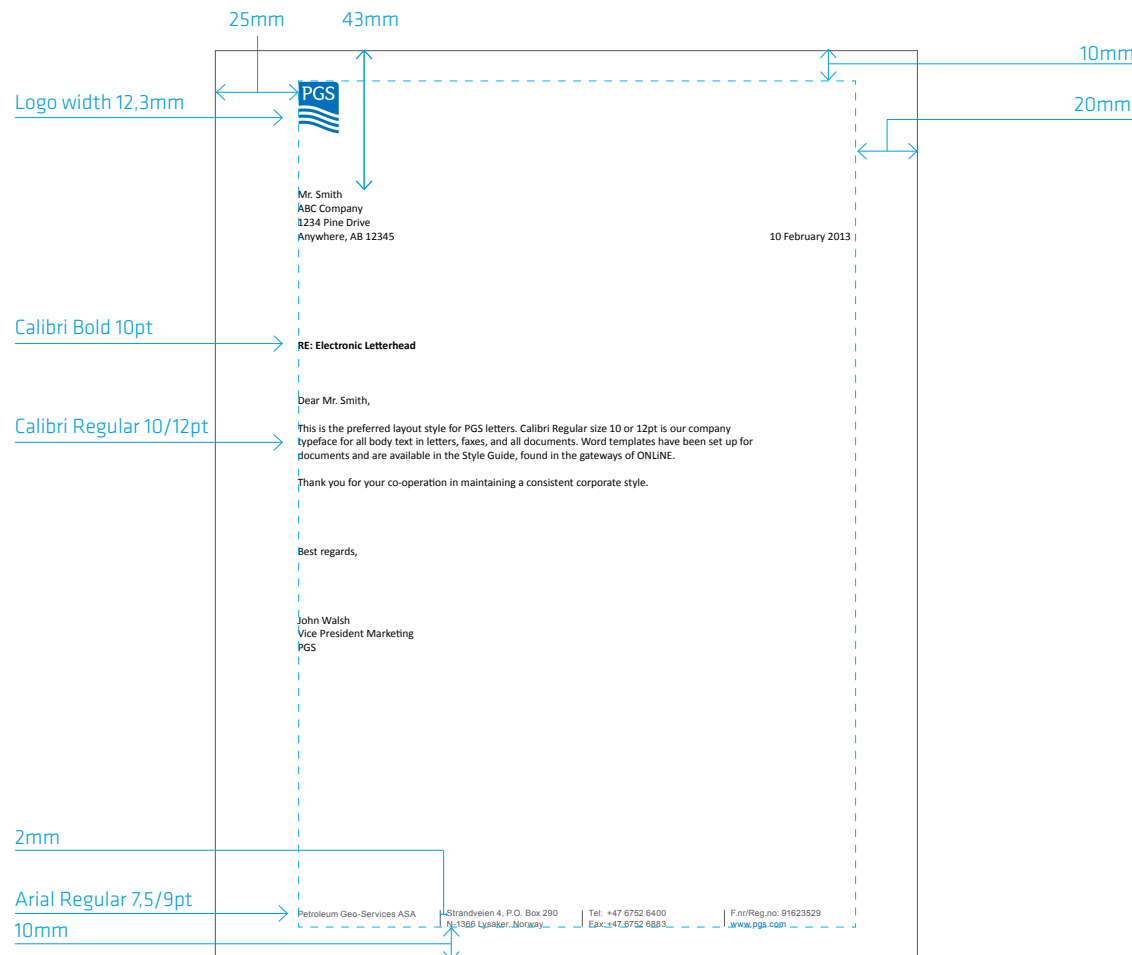 25mm
43mm
10mm
Logo width 12,3mm
20mm
PGS
Mr. Smith
ABC Company
1234 Pine Drive
Anywhere, AB 12345
10 February 2013
Calibri Bold 10pt
RE: Electronic Letterhead
Dear Mr. Smith,
Calibri Regular 10/12pt
This is the preferred layout style for PGS letters. Calibri Regular size 10 or 12pt is our company
typeface for all body text in letters, faxes, and all documents. Word templates have been set up for
documents and are available in the Style Guide, found in the gateways of ONLiNE.
Thank you for your co-operation in maintaining a consistent corporate style.
Best regards,
John Walsh
Vice President Marketing
PGS
2mm
Arial Regular 7,5/9pt
Petroleum Geo-Services ASA
Strandveien 4, P.O. Box 290
N-1366 Lysaker, Norway
Tel: +47 6752 6400
Fax: +47 6752 6883
F.nr/Reg.no: 91623529
www.pgs.com
10mm